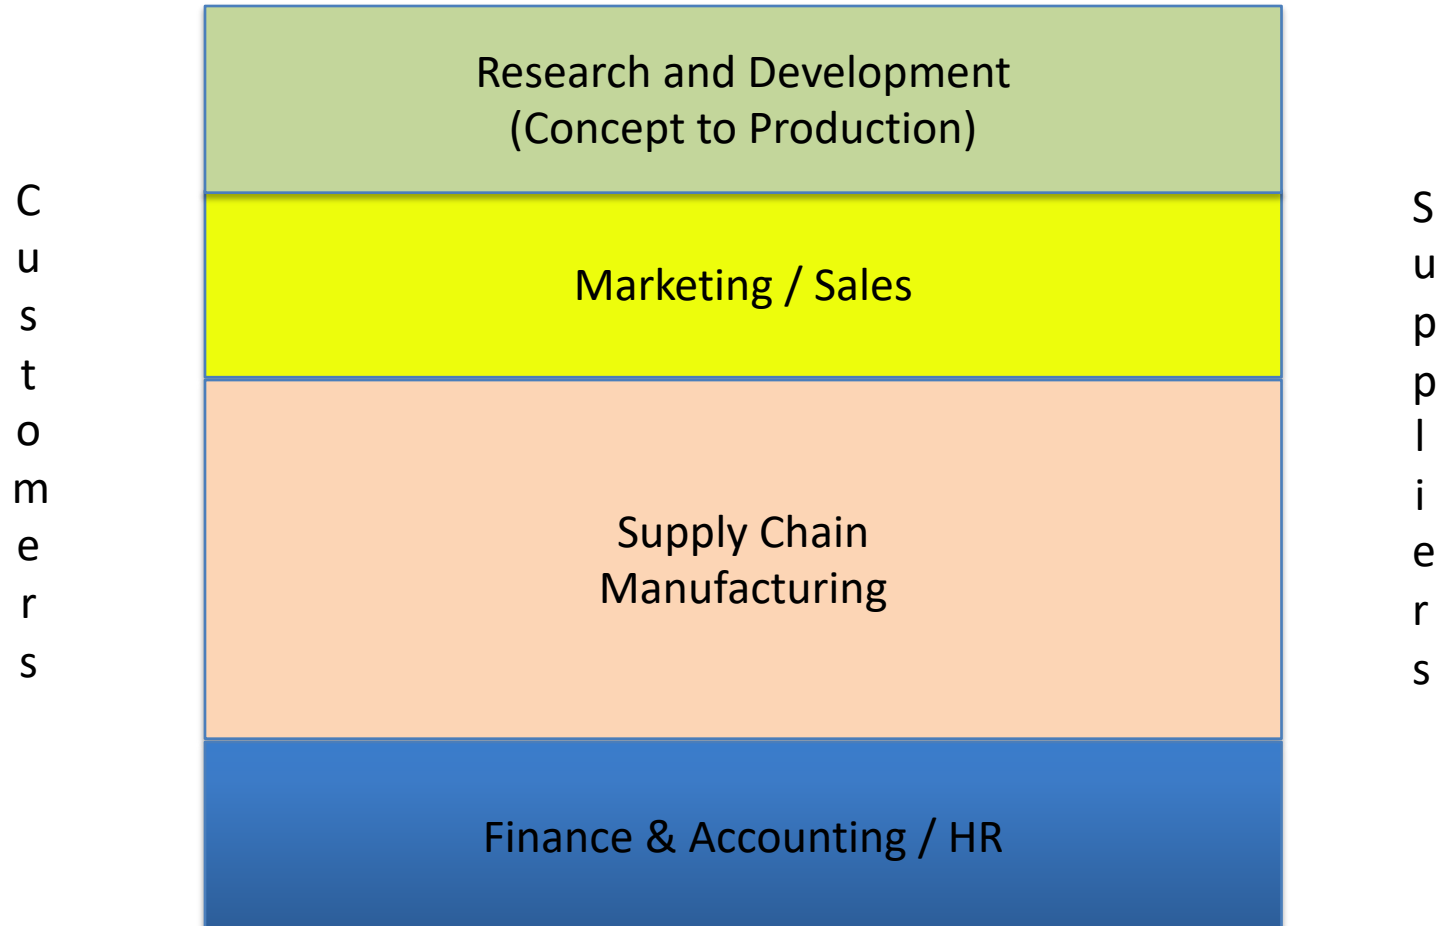 Research and Development
(Concept to Production)
Customers
Marketing / Sales
Suppliers
Supply Chain
Manufacturing
Finance & Accounting / HR